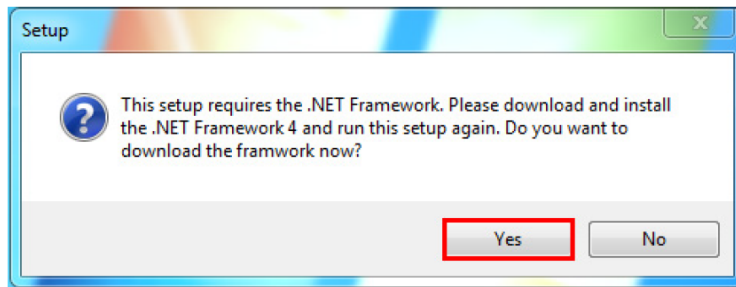 Setup
This setup requires the .NET Framework. Please download and install
the .NET Framework 4 and run this setup again. Do you want to
download the framwork now?
Yes No